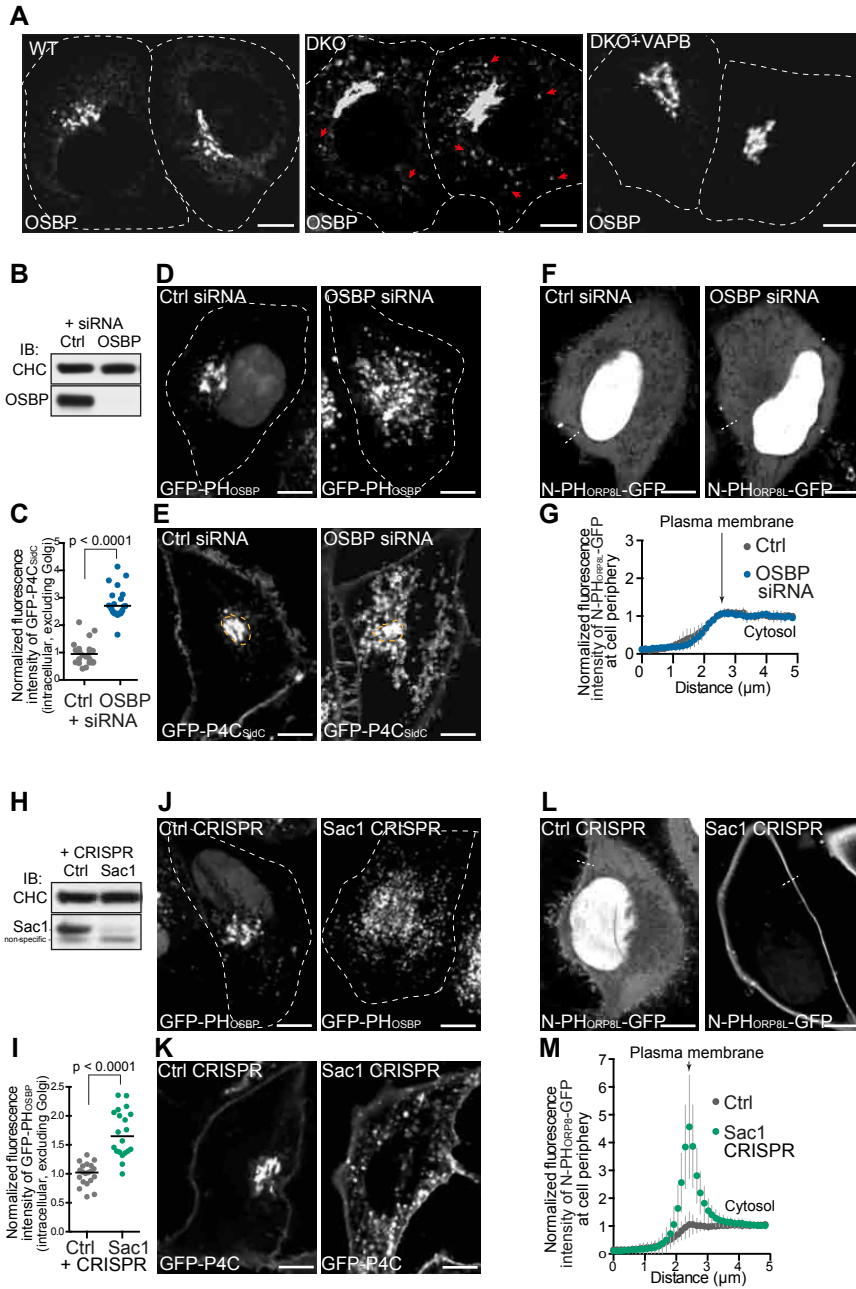 A
WT
OSBP
DKO
OSBP
DKO+VAPB
OSBP
B
+ siRNA
Ctrl OSBP
IB:
CHC
OSBP
C
p < 0.0001
Normalized fluorescence
intensity of GFP-P4CSidC
(intracellular, excluding Golgi)
5
4
3
2
1
0
Ctrl OSBP
+ siRNA
D
Ctrl siRNA
GFP-PHOSBP
OSBP siRNA
GFP-PHOSBP
E
Ctrl siRNA
GFP-P4CSidC
OSBP siRNA
GFP-P4CSidC
F
Ctrl siRNA
N-PHORP8L-GFP
OSBP siRNA
N-PHORP8L-GFP
G
Plasma membrane
Ctrl
OSBP
siRNA
Cytosol
Normalized fluorescence
intensity of N-PHORP8L-GFP
at cell periphery
3
2
1
0
0 1 2 3 4 5
Distance (µm)
H
+ CRISPR
Ctrl Sac1
IB:
CHC
Sac1
non-specific
I
p < 0.0001
Normalized fluorescence
intensity of GFP-PHOSBP
(intracellular, excluding Golgi)
2.5
2.0
1.5
1.0
0.5
0.0
Ctrl Sac1
+ CRISPR
J
Ctrl CRISPR
GFP-PHOSBP
Sac1 CRISPR
GFP-PHOSBP
K
Ctrl CRISPR
GFP-P4C
Sac1 CRISPR
GFP-P4C
L
Ctrl CRISPR
N-PHORP8L-GFP
Sac1 CRISPR
N-PHORP8L-GFP
M
Plasma membrane
Ctrl
Sac1
CRISPR
Cytosol
Normalized fluorescence
intensity of N-PHORP8-GFP
at cell periphery
7
6
5
4
3
2
1
0
0 1 2 3 4 5
Distance (µm)